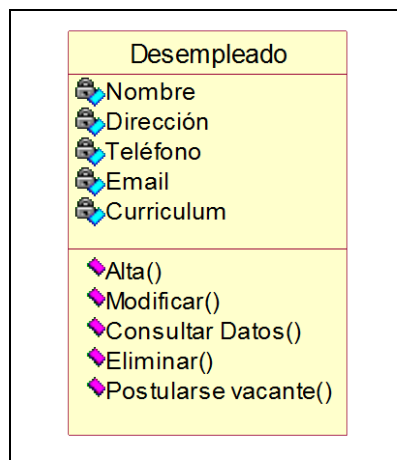 Desempleado
Nombre
Dirección
Teléfono
Email
Curriculum
Alta()
Modificar()
Consultar Datos()
Eliminar()
Postularse vacante()